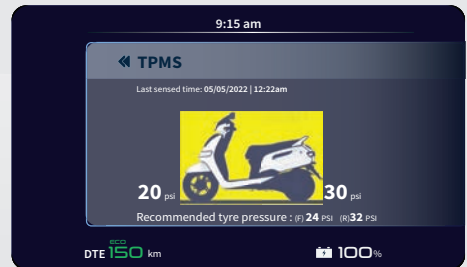 9:15 am
TPMS
Last sensed time: 05/05/2022 | 12:22am
20 psi
30 psi
Recommended tyre pressure : (F) 24 PSI (R)32 PSI
DTE eco 150 km
100%